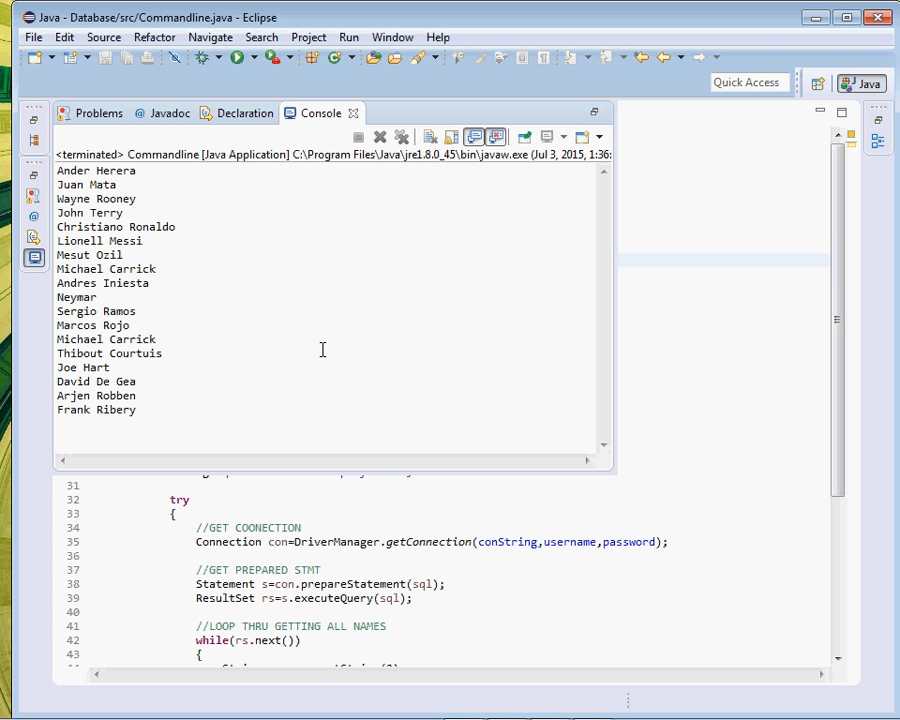 Java - Database/src/Commandline.java - Eclipse
File Edit Source Refactor Navigate Search Project Run Window Help
Quick Access
Java
Problems @ Javadoc Declaration Console
<terminated> Commandline [Java Application] C:\Program Files\Java\jre1.8.0_45\bin\javaw.exe (Jul 3, 2015, 1:36:
Ander Herera
Juan Mata
Wayne Rooney
John Terry
Christiano Ronaldo
Lionell Messi
Mesut Ozil
Michael Carrick
Andres Iniesta
Neymar
Sergio Ramos
Marcos Rojo
Michael Carrick
Thibout Courtuis
Joe Hart
David De Gea
Arjen Robben
Frank Ribery
31
32 try
33 {
34 //GET COONECTION
35 Connection con=DriverManager.getConnection(conString,username,password);
36
37 //GET PREPARED STMT
38 Statement s=con.prepareStatement(sql);
39 ResultSet rs=s.executeQuery(sql);
40
41 //LOOP THRU GETTING ALL NAMES
42 while(rs.next())
43 {